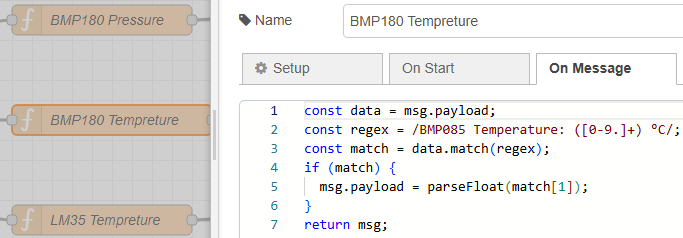 BMP180 Pressure
BMP180 Tempreture
LM35 Tempreture
Name
BMP180 Tempreture
Setup
On Start
On Message
1 const data = msg.payload;
2 const regex = /BMP085 Temperature: ([0-9.]+) ºC/;
3 const match = data.match(regex);
4 if (match) {
5 msg.payload = parseFloat(match[1]);
6 }
7 return msg;